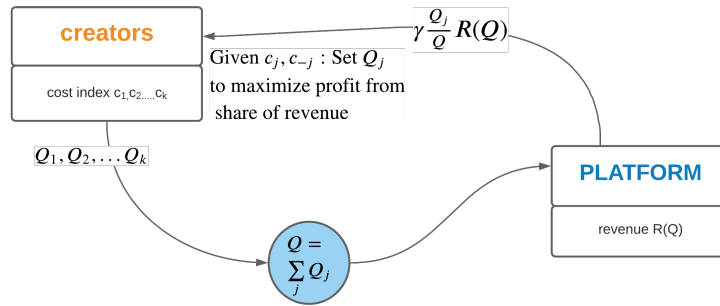 creators
cost index c₁,c₂.....cₖ
Given cⱼ, c₋ⱼ : Set Qⱼ
to maximize profit from
share of revenue
γ Qⱼ/Q R(Q)
Q₁, Q₂, … Qₖ
Q =
∑ⱼ Qⱼ
PLATFORM
revenue R(Q)